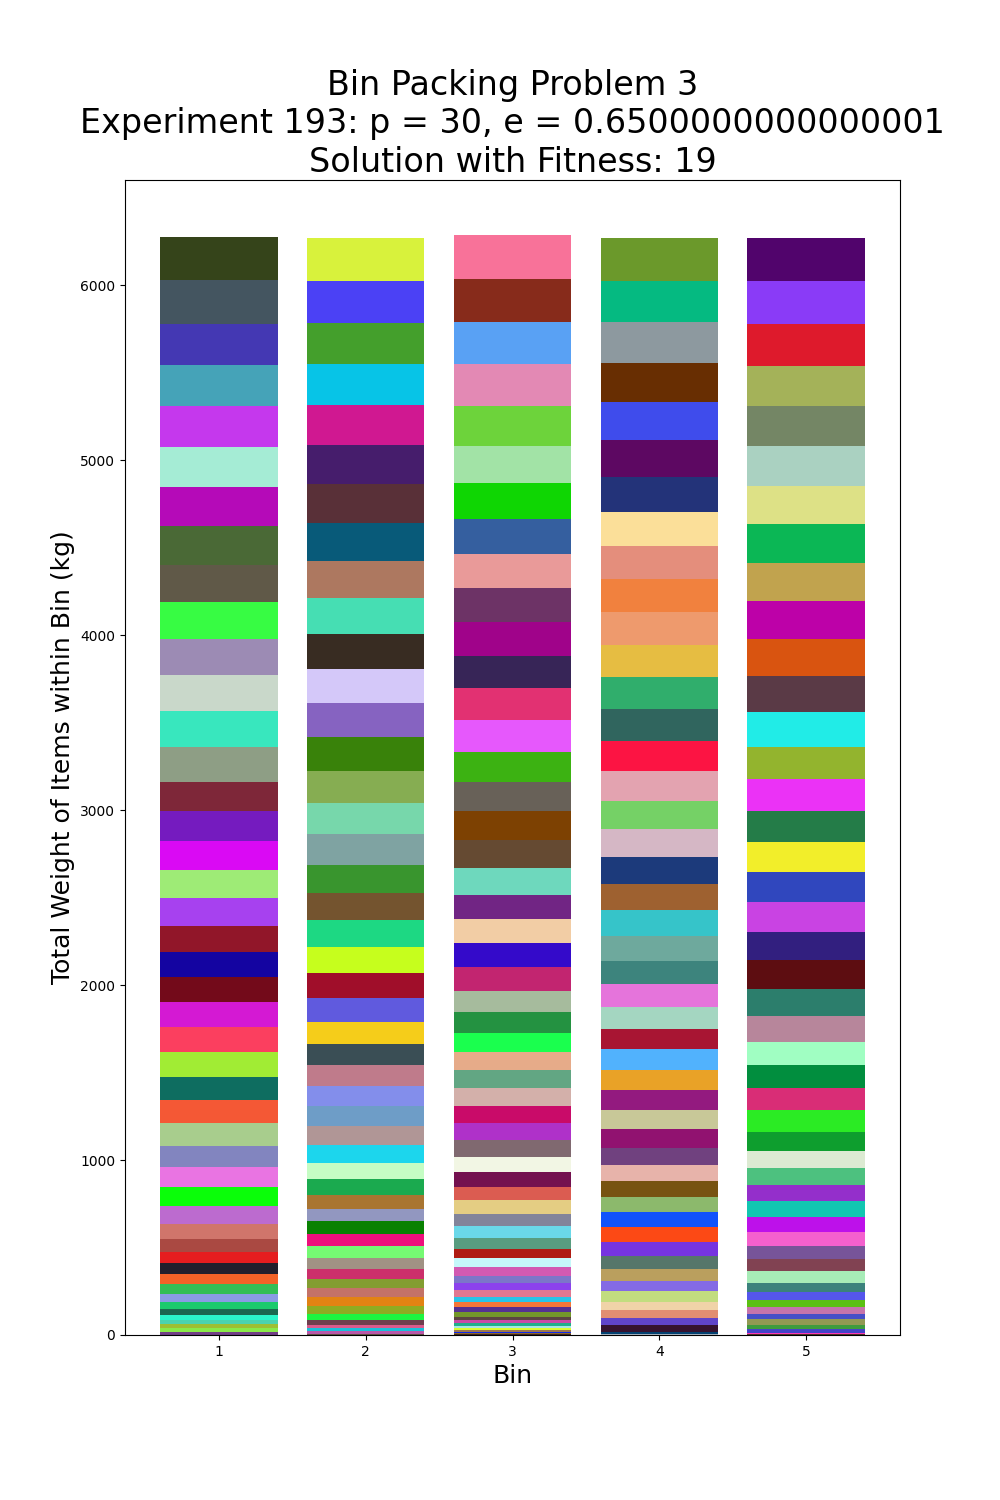 Bin Packing Problem 3
Experiment 193: p = 30, e = 0.6500000000000001
Solution with Fitness: 19
Total Weight of Items within Bin (kg)
6000
5000
4000
3000
2000
1000
0
1 2 3 4 5
Bin